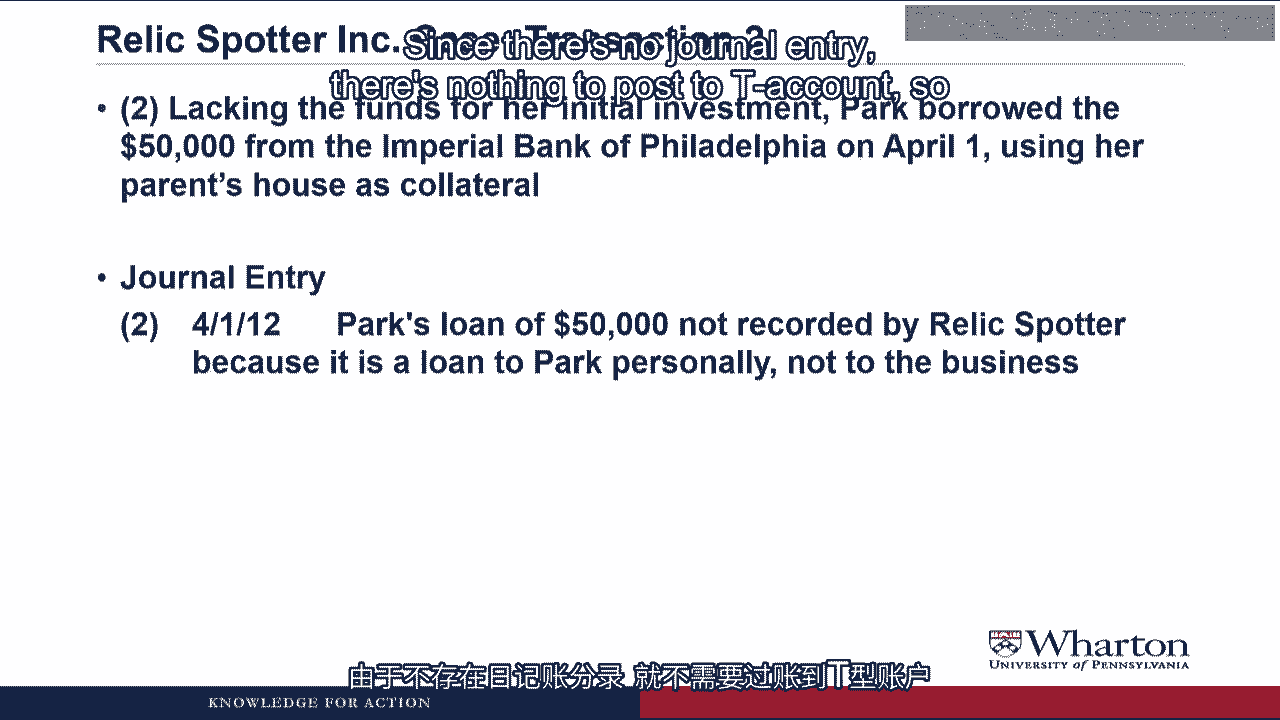 Relic Spotter Inc. Case: Transaction 2
Since there's no journal entry,
there's nothing to post to T-account, so
• (2) Lacking the funds for her initial investment, Park borrowed the
$50,000 from the Imperial Bank of Philadelphia on April 1, using her
parent's house as collateral
• Journal Entry
(2) 4/1/12 Park's loan of $50,000 not recorded by Relic Spotter
because it is a loan to Park personally, not to the business
Wharton
UNIVERSITY of PENNSYLVANIA
由于不存在日记账分录 就不需要过账到T型账户
KNOWLEDGE FOR ACTION